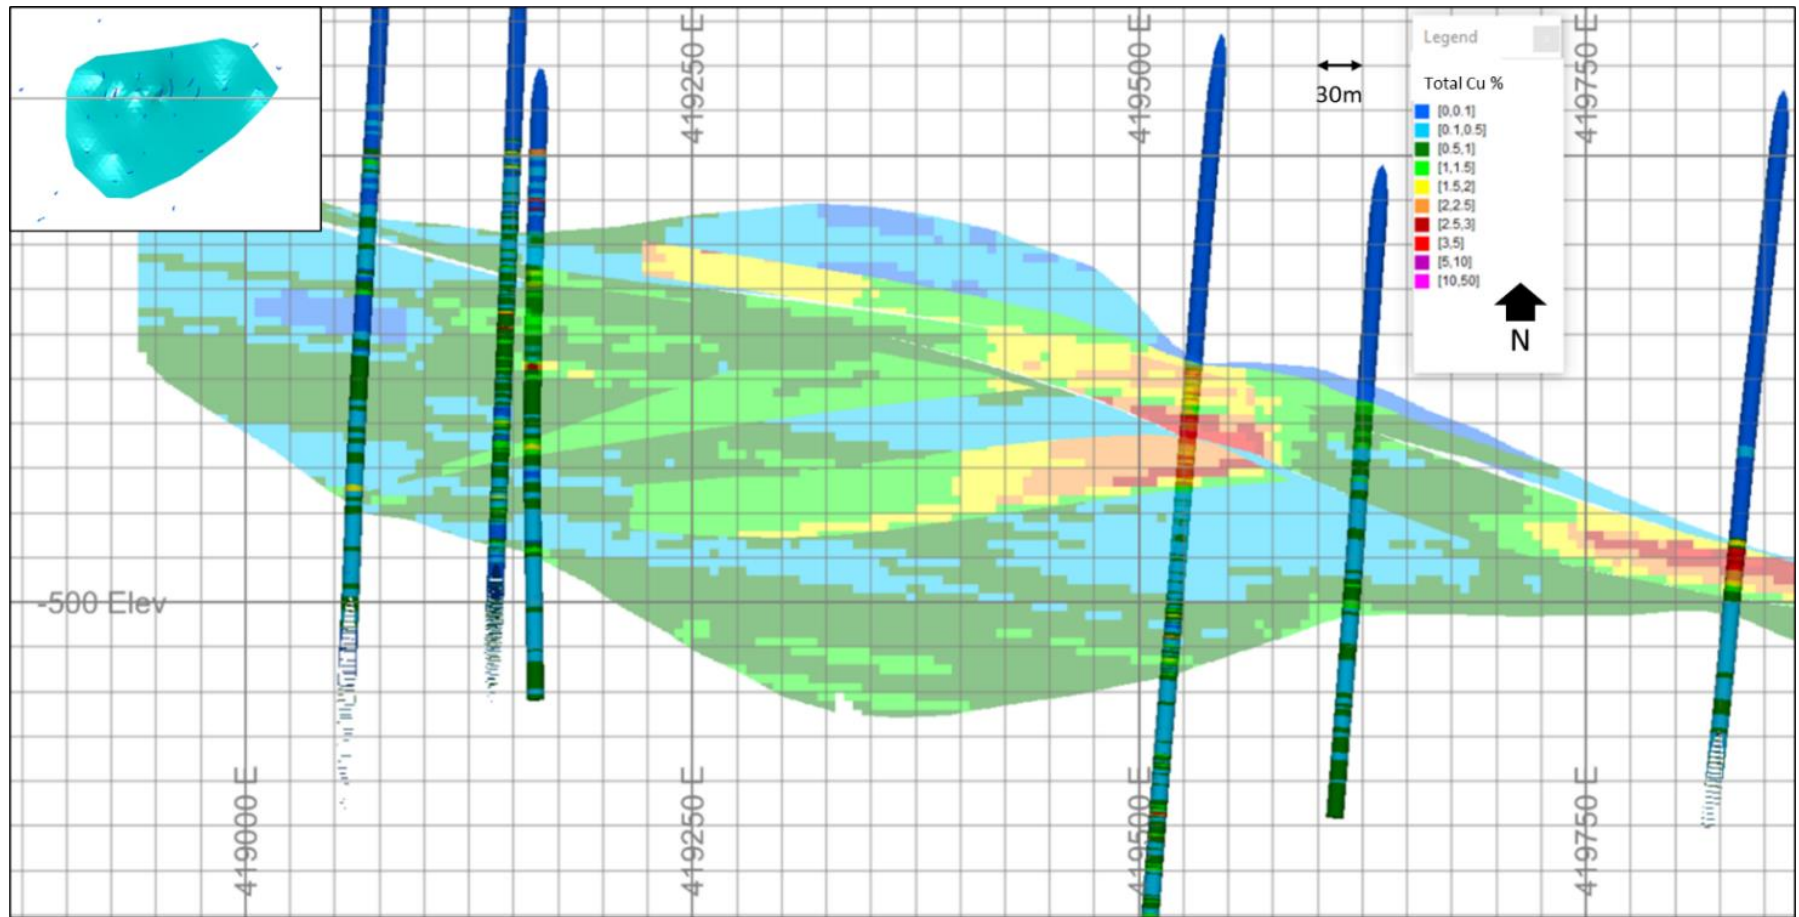 419250 E
419500 E
419750 E
30m
Legend
Total Cu %
[0,0.1]
[0.1,0.5]
[0.5,1]
[1,1.5]
[1.5,2]
[2,2.5]
[2.5,3]
[3,5]
[5,10]
[10,50]
N
-500 Elev
419000 E
419250 E
419500 E
419750 E